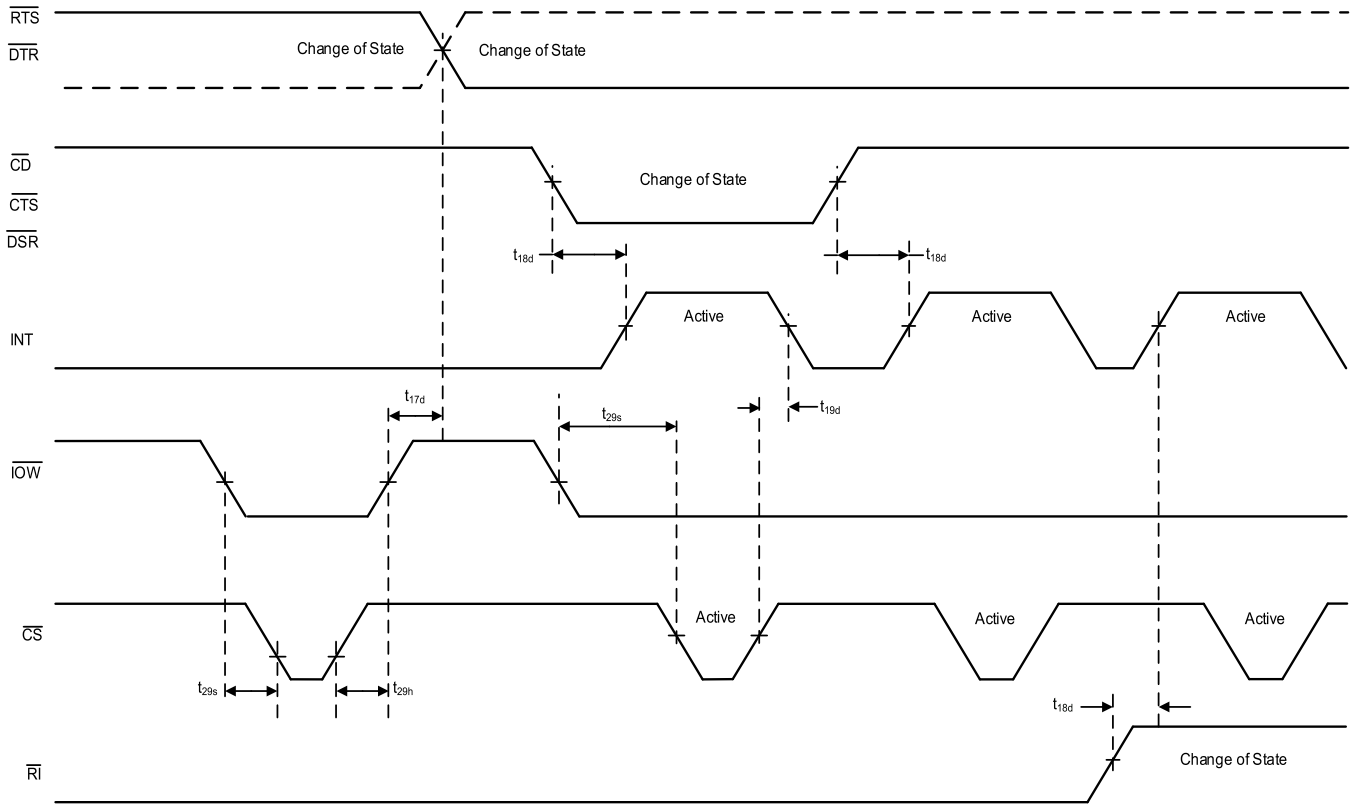 RTS
DTR
Change of State
Change of State
CD
CTS
DSR
Change of State
t18d
t18d
INT
Active
Active
Active
t17d
t29s
t19d
IOW
CS
Active
Active
Active
t29s
t29h
t18d
RI
Change of State